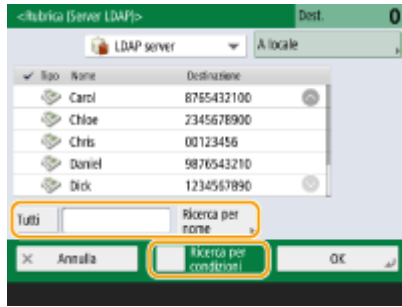 <Rubrica (Server LDAP)>
Dest. 0
LDAP server
A locale
Tipo Nome Destinazione
Carol 8765432100
Chloe 2345678900
Chris 00123456
Daniel 9876543210
Dick 1234567890
Tutti
Ricerca per
nome
Annulla
Ricerca per
condizioni
OK